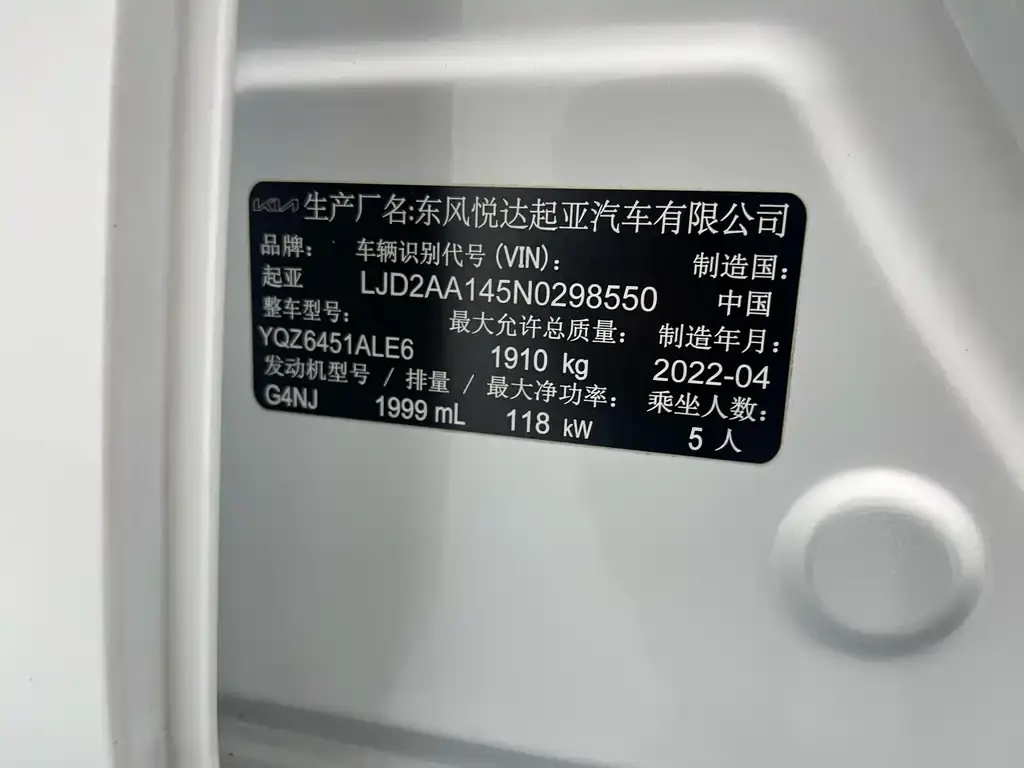 KIA 生产厂名:东风悦达起亚汽车有限公司
品牌: 车辆识别代号 (VIN): 制造国:
起亚 LJD2AA145N0298550 中国
整车型号: 最大允许总质量: 制造年月:
YQZ6451ALE6 1910 kg 2022-04
发动机型号 / 排量 / 最大净功率: 乘坐人数:
G4NJ 1999 mL 118 kW 5 人